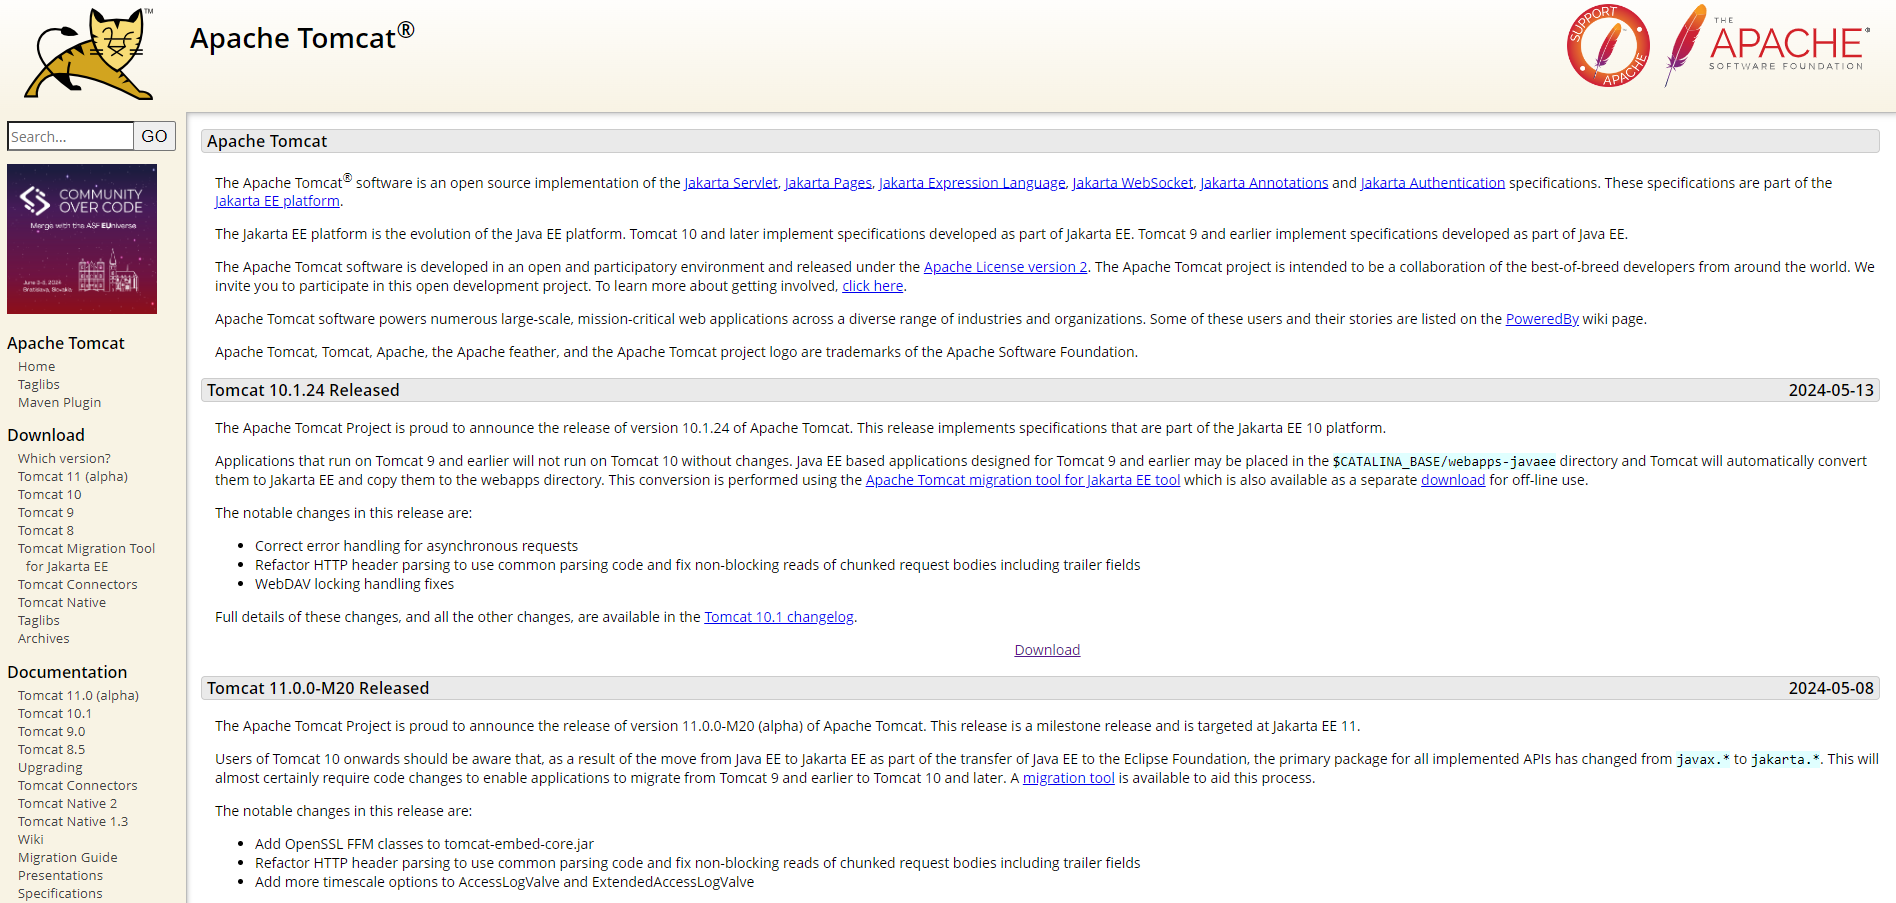 Apache Tomcat®
TM
SUPPORT APACHE
THE APACHE® SOFTWARE FOUNDATION
Search...
GO
COMMUNITY
OVER CODE
Merge with the ASF EUniverse
June 3-5, 2024
Bratislava, Slovakia
Apache Tomcat
Home
Taglibs
Maven Plugin
Download
Which version?
Tomcat 11 (alpha)
Tomcat 10
Tomcat 9
Tomcat 8
Tomcat Migration Tool
for Jakarta EE
Tomcat Connectors
Tomcat Native
Taglibs
Archives
Documentation
Tomcat 11.0 (alpha)
Tomcat 10.1
Tomcat 9.0
Tomcat 8.5
Upgrading
Tomcat Connectors
Tomcat Native 2
Tomcat Native 1.3
Wiki
Migration Guide
Presentations
Specifications
Apache Tomcat
The Apache Tomcat® software is an open source implementation of the Jakarta Servlet, Jakarta Pages, Jakarta Expression Language, Jakarta WebSocket, Jakarta Annotations and Jakarta Authentication specifications. These specifications are part of the
Jakarta EE platform.
The Jakarta EE platform is the evolution of the Java EE platform. Tomcat 10 and later implement specifications developed as part of Jakarta EE. Tomcat 9 and earlier implement specifications developed as part of Java EE.
The Apache Tomcat software is developed in an open and participatory environment and released under the Apache License version 2. The Apache Tomcat project is intended to be a collaboration of the best-of-breed developers from around the world. We
invite you to participate in this open development project. To learn more about getting involved, click here.
Apache Tomcat software powers numerous large-scale, mission-critical web applications across a diverse range of industries and organizations. Some of these users and their stories are listed on the PoweredBy wiki page.
Apache Tomcat, Tomcat, Apache, the Apache feather, and the Apache Tomcat project logo are trademarks of the Apache Software Foundation.
Tomcat 10.1.24 Released 2024-05-13
The Apache Tomcat Project is proud to announce the release of version 10.1.24 of Apache Tomcat. This release implements specifications that are part of the Jakarta EE 10 platform.
Applications that run on Tomcat 9 and earlier will not run on Tomcat 10 without changes. Java EE based applications designed for Tomcat 9 and earlier may be placed in the $CATALINA_BASE/webapps-javaee directory and Tomcat will automatically convert
them to Jakarta EE and copy them to the webapps directory. This conversion is performed using the Apache Tomcat migration tool for Jakarta EE tool which is also available as a separate download for off-line use.
The notable changes in this release are:
• Correct error handling for asynchronous requests
• Refactor HTTP header parsing to use common parsing code and fix non-blocking reads of chunked request bodies including trailer fields
• WebDAV locking handling fixes
Full details of these changes, and all the other changes, are available in the Tomcat 10.1 changelog.
Download
Tomcat 11.0.0-M20 Released 2024-05-08
The Apache Tomcat Project is proud to announce the release of version 11.0.0-M20 (alpha) of Apache Tomcat. This release is a milestone release and is targeted at Jakarta EE 11.
Users of Tomcat 10 onwards should be aware that, as a result of the move from Java EE to Jakarta EE as part of the transfer of Java EE to the Eclipse Foundation, the primary package for all implemented APIs has changed from javax.* to jakarta.*. This will
almost certainly require code changes to enable applications to migrate from Tomcat 9 and earlier to Tomcat 10 and later. A migration tool is available to aid this process.
The notable changes in this release are:
• Add OpenSSL FFM classes to tomcat-embed-core.jar
• Refactor HTTP header parsing to use common parsing code and fix non-blocking reads of chunked request bodies including trailer fields
• Add more timescale options to AccessLogValve and ExtendedAccessLogValve